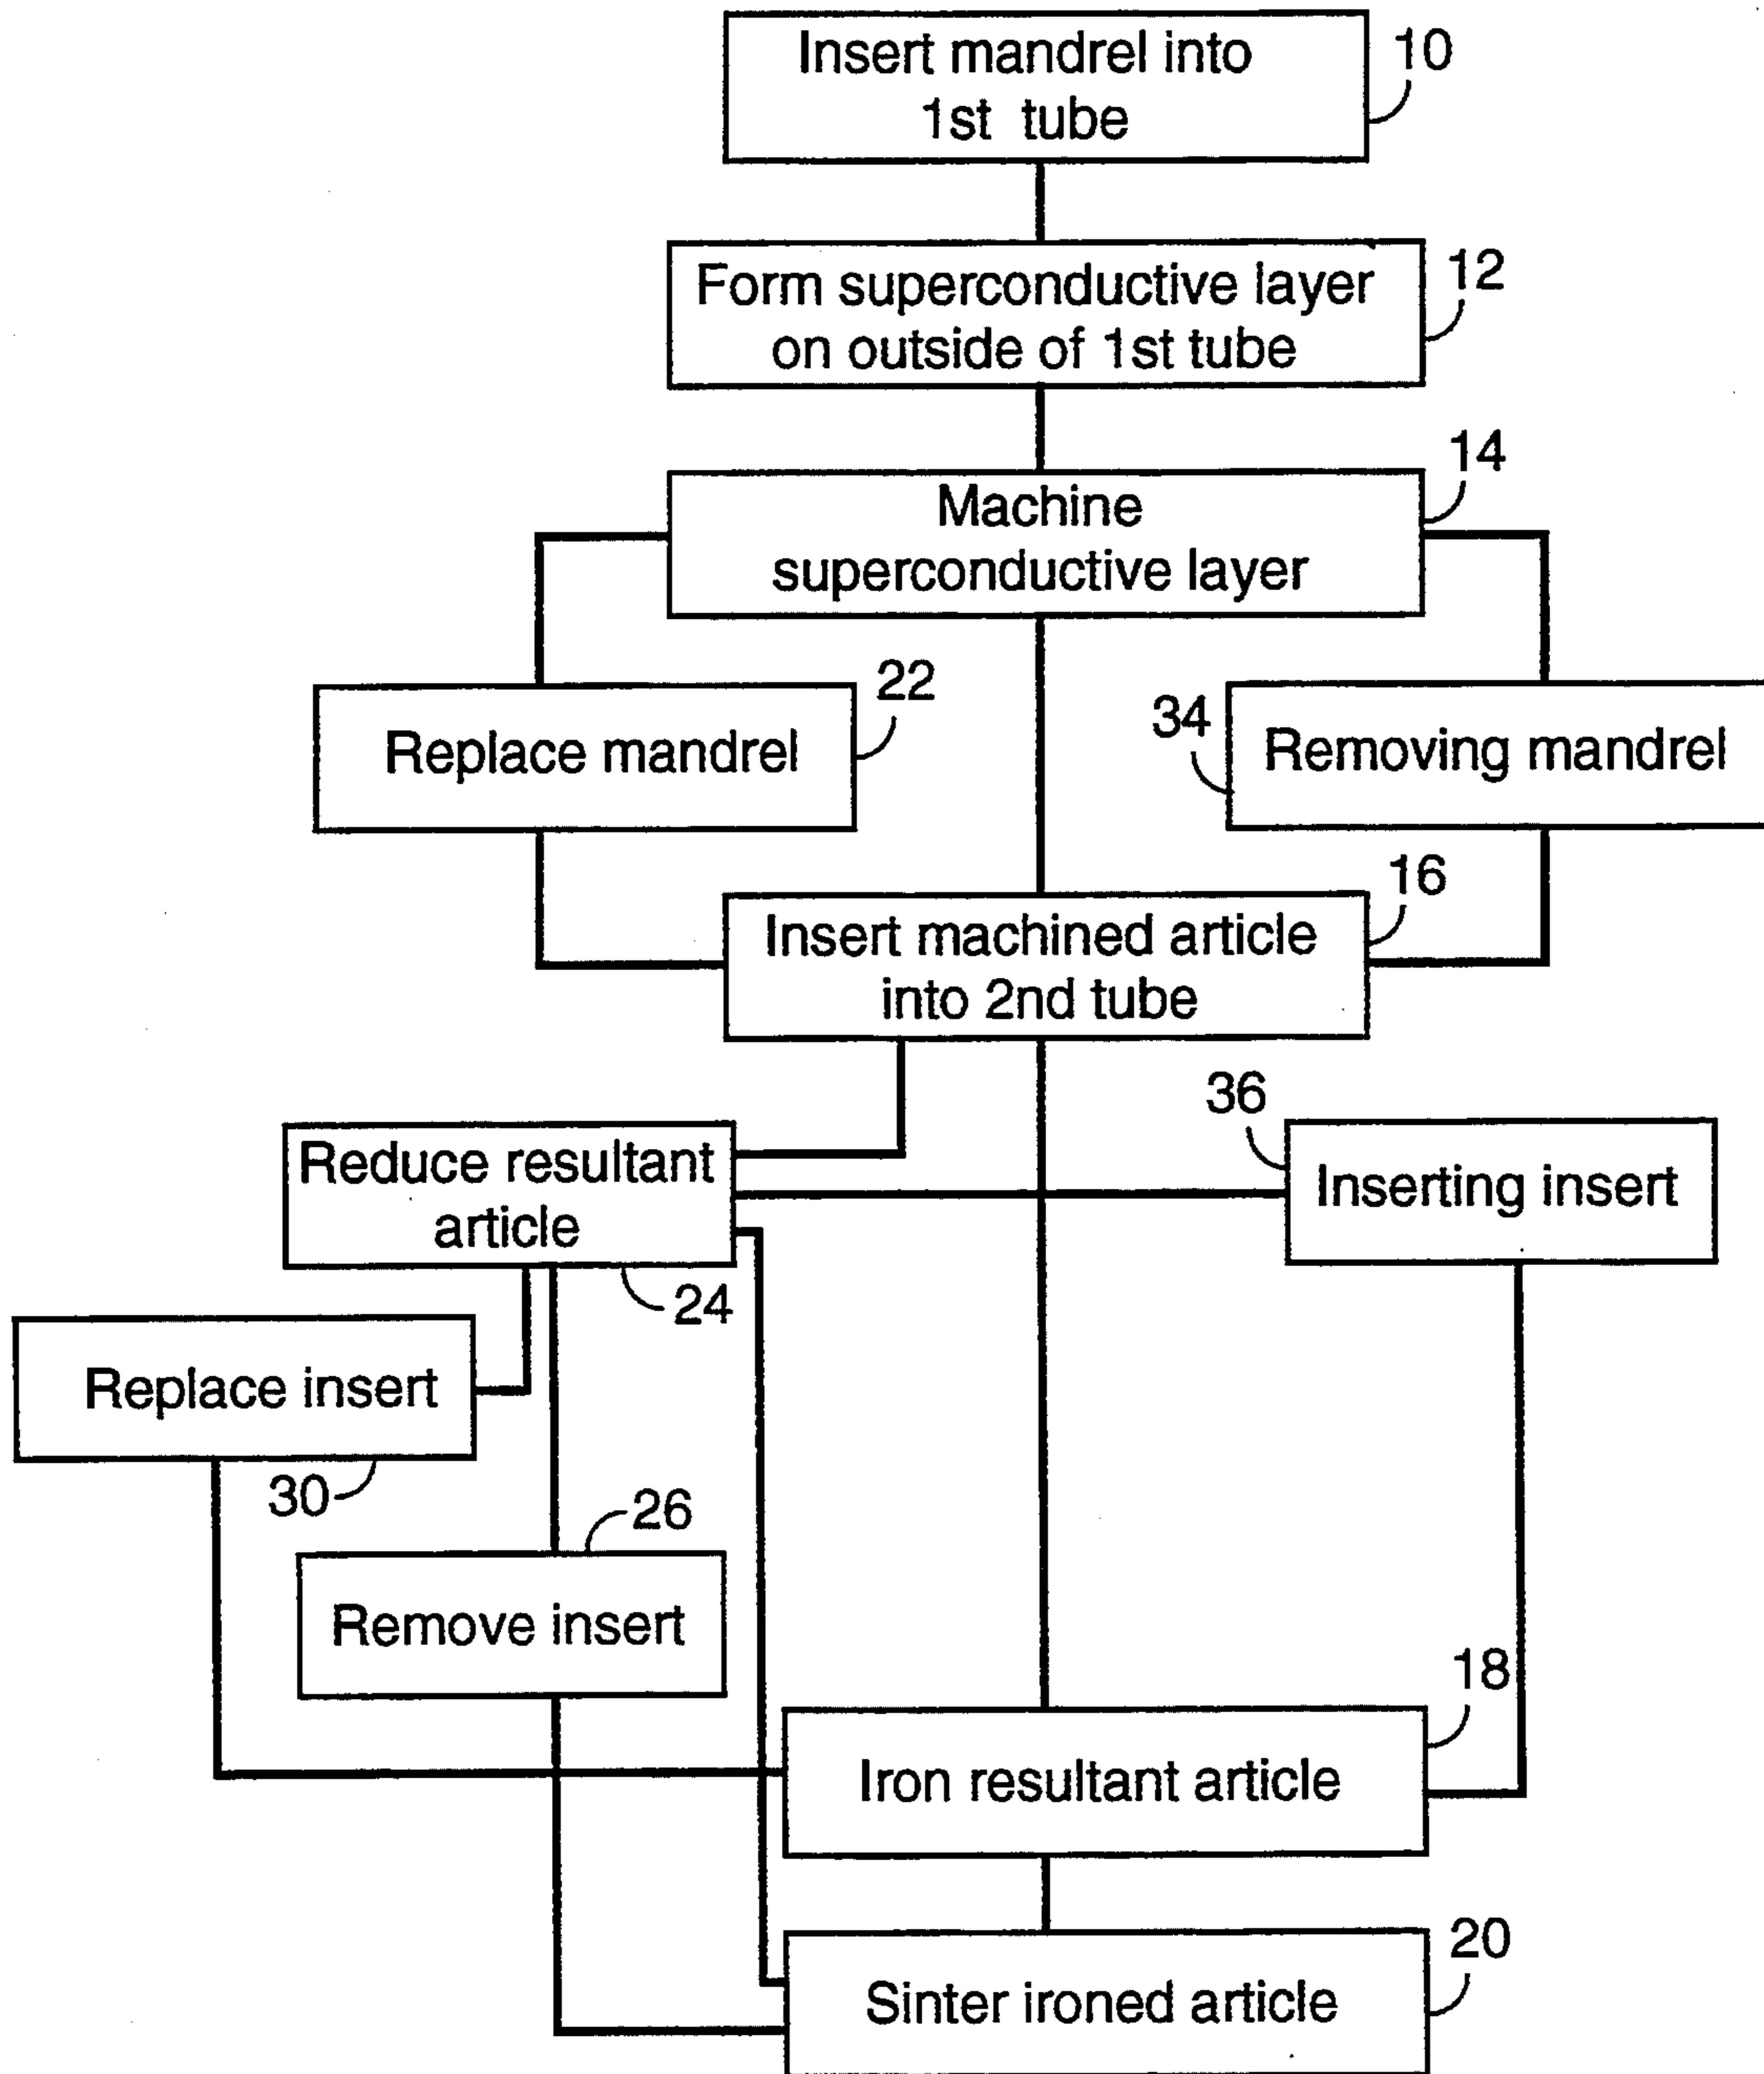 Insert mandrel into
1st tube
10
Form superconductive layer
on outside of 1st tube
12
Machine
superconductive layer
14
Replace mandrel
22
34
Removing mandrel
16
Insert machined article
into 2nd tube
36
Reduce resultant
article
24
Inserting insert
Replace insert
30
26
Remove insert
18
Iron resultant article
20
Sinter ironed article